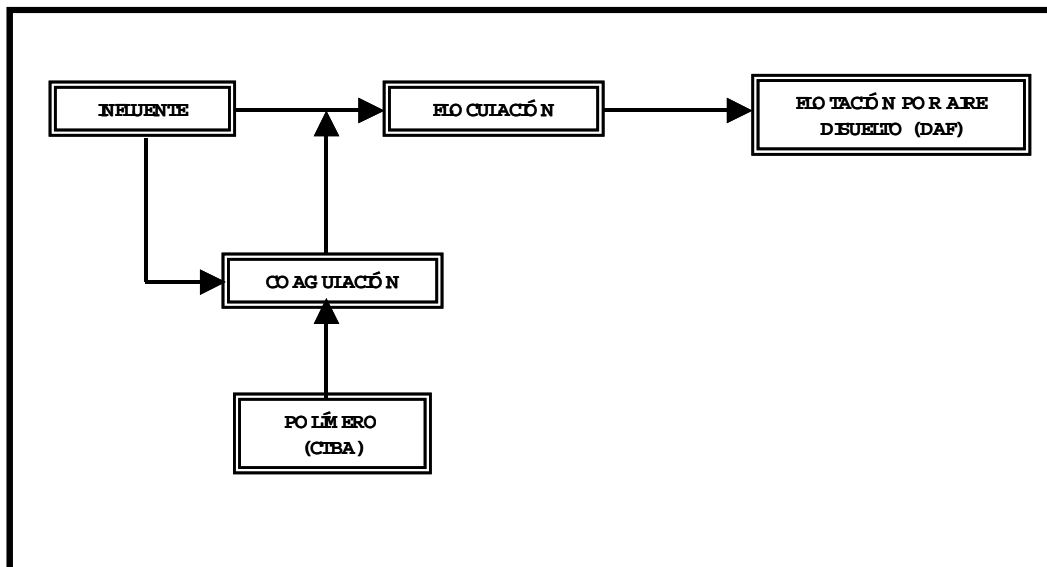 INFLUENTE
FLOCULACIÓN
FLOTACIÓN POR AIRE
DISUELTO (DAF)
COAGULACIÓN
POLÍMERO
(CIBA)